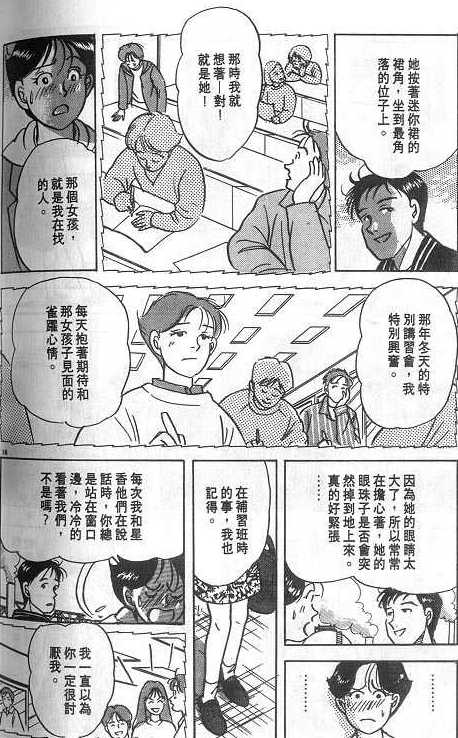 她按著迷你裙的
裙角，坐到最角
落的位子上。
那時我就
想著—對！
就是她！
那個女孩，
就是我在找
的人。
那年冬天的特
別講習會，我
特別興奮。
每天抱著期待和
那女孩子見面的
雀躍心情。
因為她的眼睛太
大了，所以常常
在擔心著，她的
眼珠子是否會突
然掉到地上來。
真的好緊張
………
………
在補習班時
的事，我也
記得。
每次我和星
香他們在說
話時，你總
是站在窗口
邊，冷冷的
看著我們，
不是嗎？
我一直以為
你一定很討
厭我。